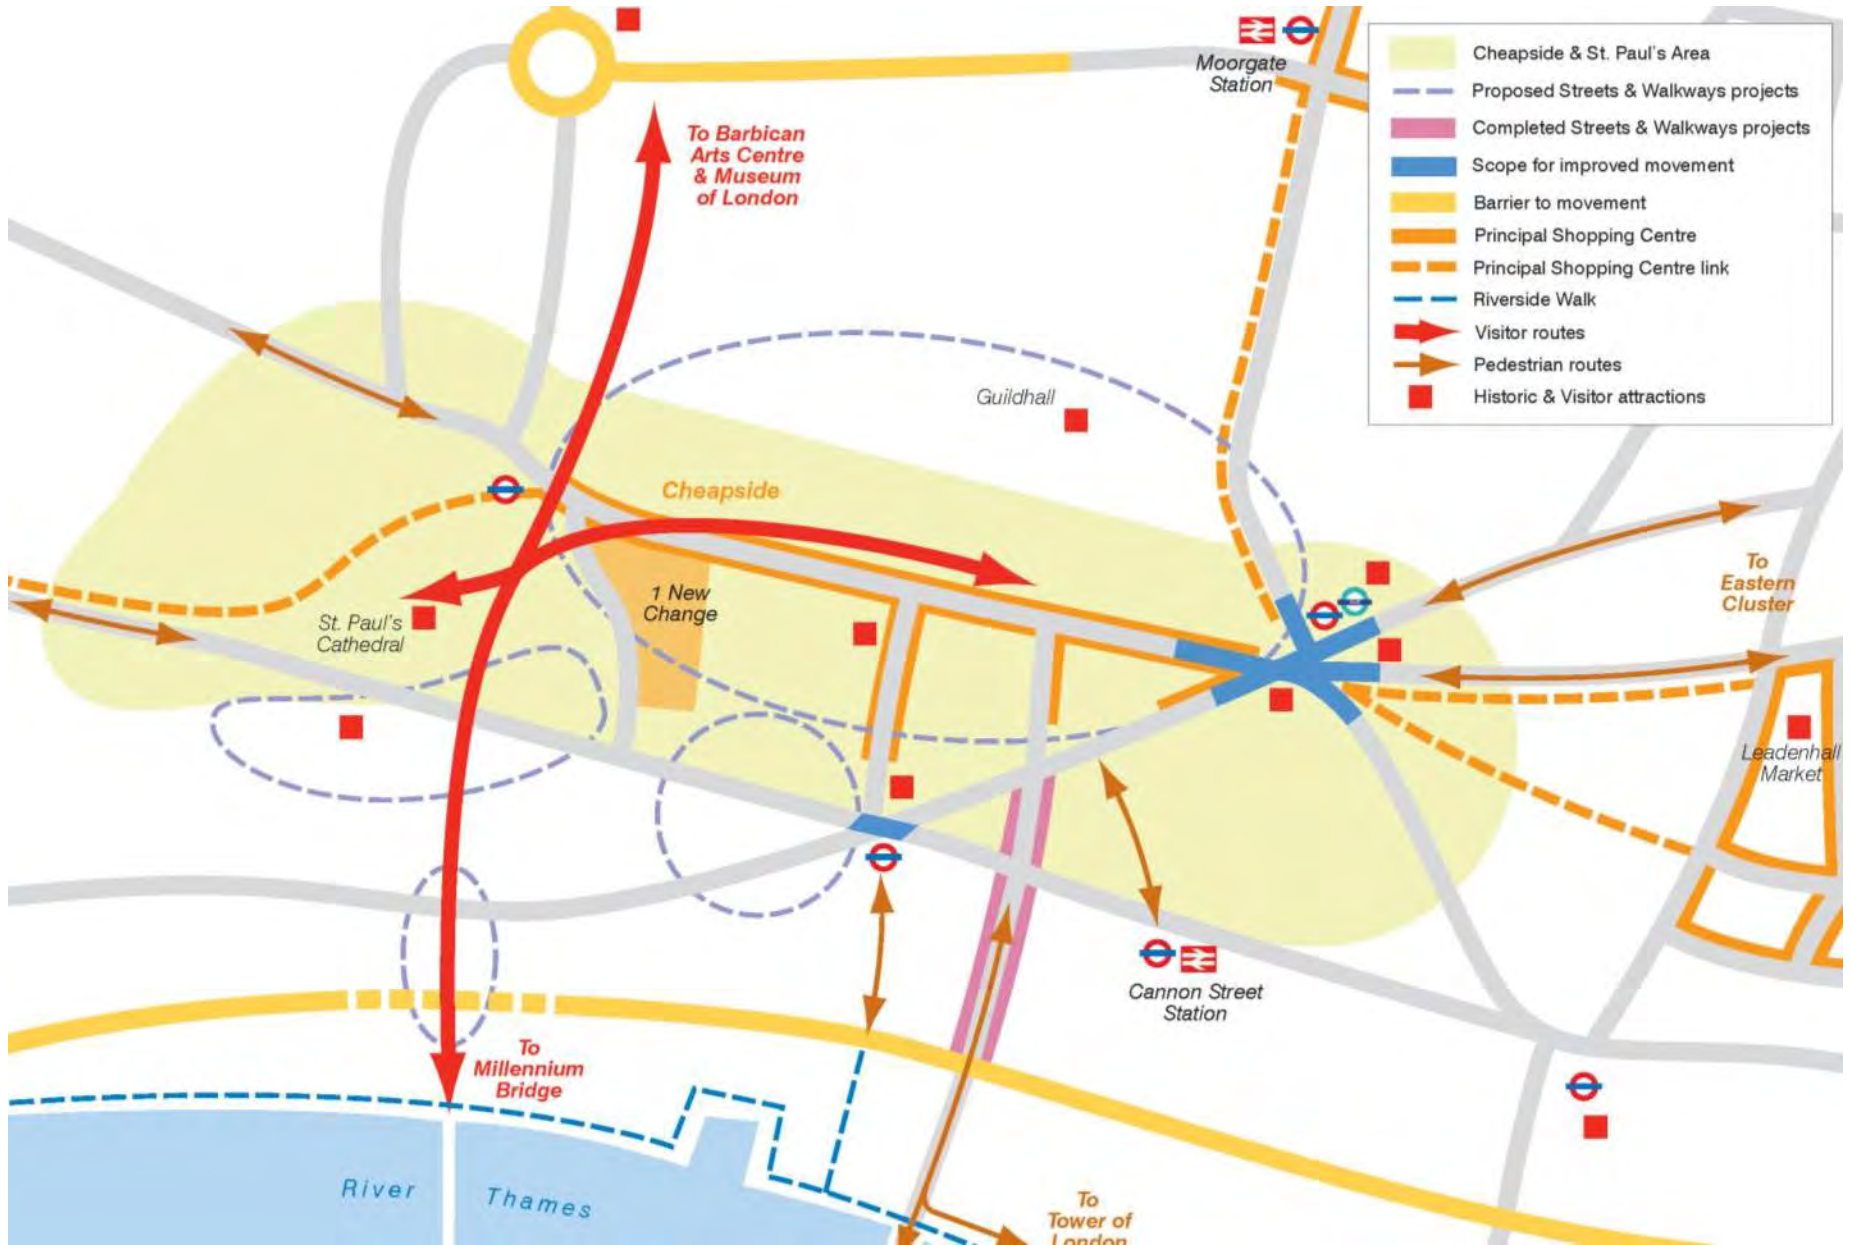 Moorgate
Station
Cheapside & St. Paul's Area
Proposed Streets & Walkways projects
Completed Streets & Walkways projects
Scope for improved movement
Barrier to movement
Principal Shopping Centre
Principal Shopping Centre link
Riverside Walk
Visitor routes
Pedestrian routes
Historic & Visitor attractions
To Barbican
Arts Centre
& Museum
of London
Guildhall
Cheapside
1 New
Change
St. Paul's
Cathedral
To
Eastern
Cluster
Leadenhall
Market
Cannon Street
Station
To
Millennium
Bridge
River Thames
To
Tower of
London